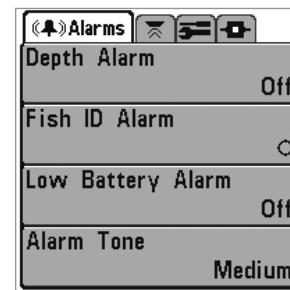 Alarms
Depth Alarm
Off
Fish ID Alarm
Low Battery Alarm
Off
Alarm Tone
Medium